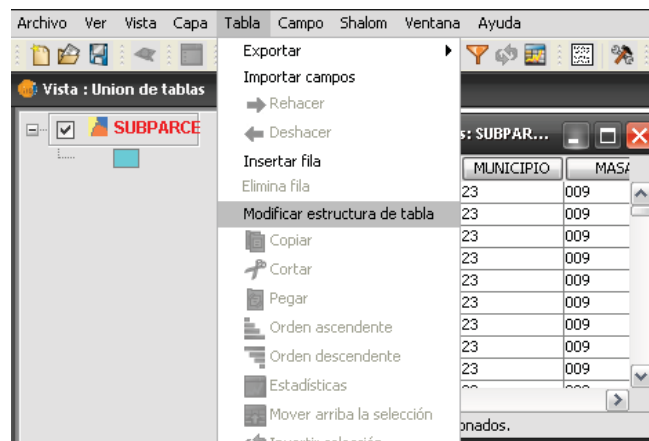 Archivo Ver Vista Capa Tabla Campo Shalom Ventana Ayuda
Exportar
Importar campos
Vista : Union de tablas
Rehacer
SUBPARCE
Deshacer
s: SUBPAR...
Insertar fila
MUNICIPIO MASA
Elimina fila
23 009
Modificar estructura de tabla
23 009
Copiar
23 009
Cortar
23 009
23 009
Pegar
23 009
Orden ascendente
23 009
23 009
Orden descendente
23 009
Estadísticas
Mover arriba la selección
onados.
Invertir selección